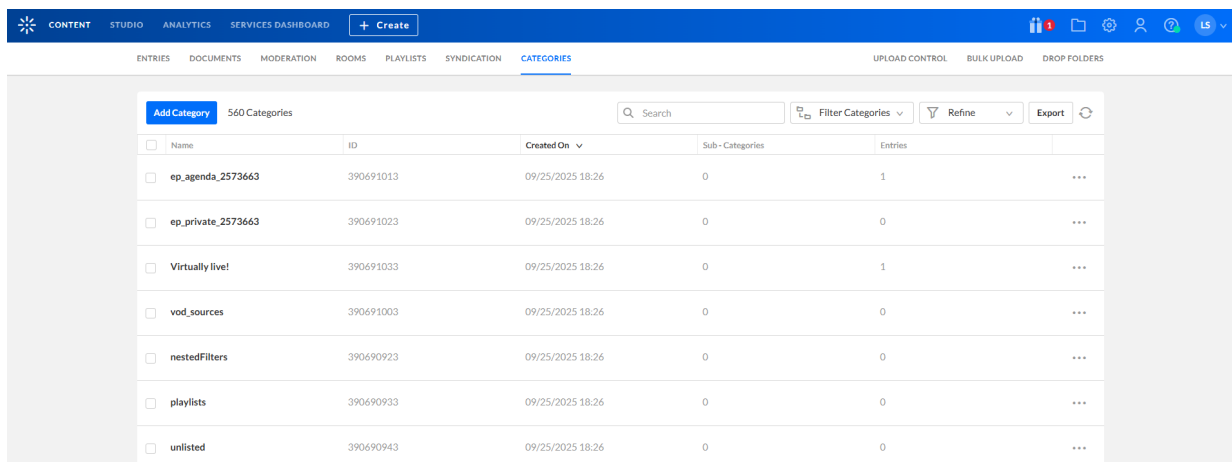 CONTENT STUDIO ANALYTICS SERVICES DASHBOARD + Create 1 LS
ENTRIES DOCUMENTS MODERATION ROOMS PLAYLISTS SYNDICATION CATEGORIES UPLOAD CONTROL BULK UPLOAD DROP FOLDERS
Add Category 560 Categories Search Filter Categories Refine Export
Name ID Created On Sub - Categories Entries
ep_agenda_2573663 390691013 09/25/2025 18:26 0 1
ep_private_2573663 390691023 09/25/2025 18:26 0 0
Virtually live! 390691033 09/25/2025 18:26 0 1
vod_sources 390691003 09/25/2025 18:26 0 0
nestedFilters 390690923 09/25/2025 18:26 0 0
playlists 390690933 09/25/2025 18:26 0 0
unlisted 390690943 09/25/2025 18:26 0 0